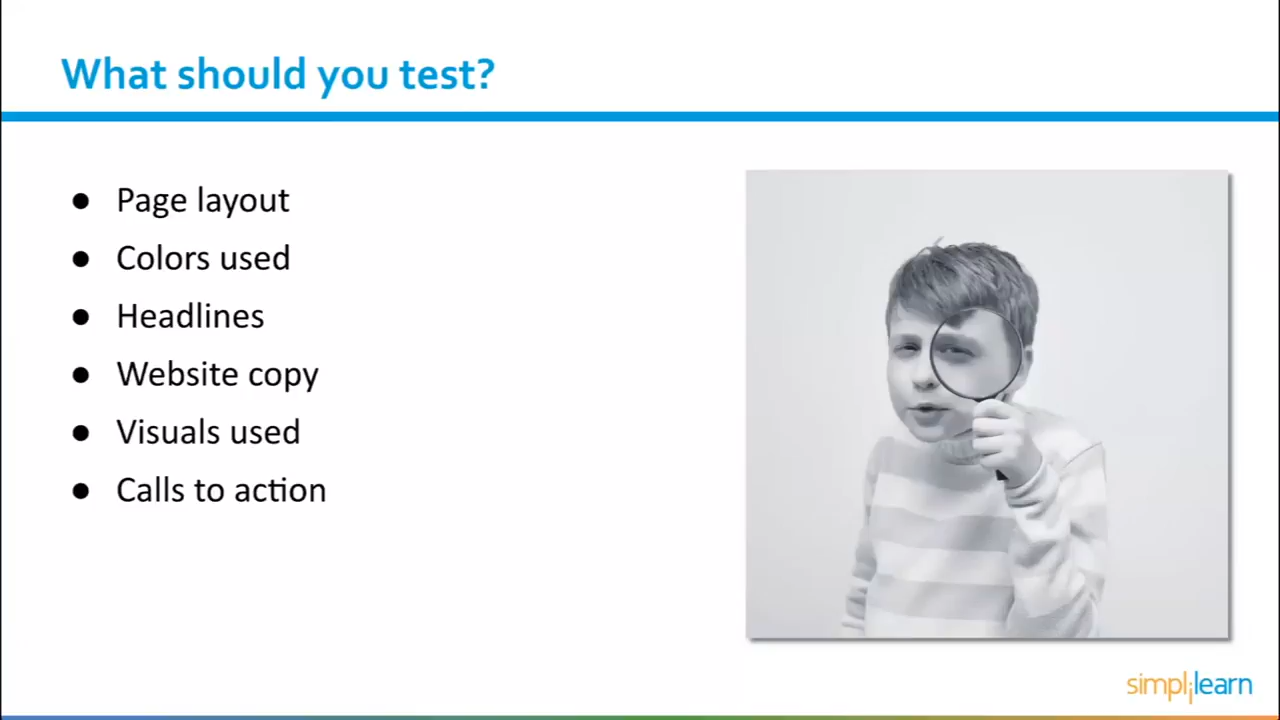 What should you test?
● Page layout
● Colors used
● Headlines
● Website copy
● Visuals used
● Calls to action
simplilearn